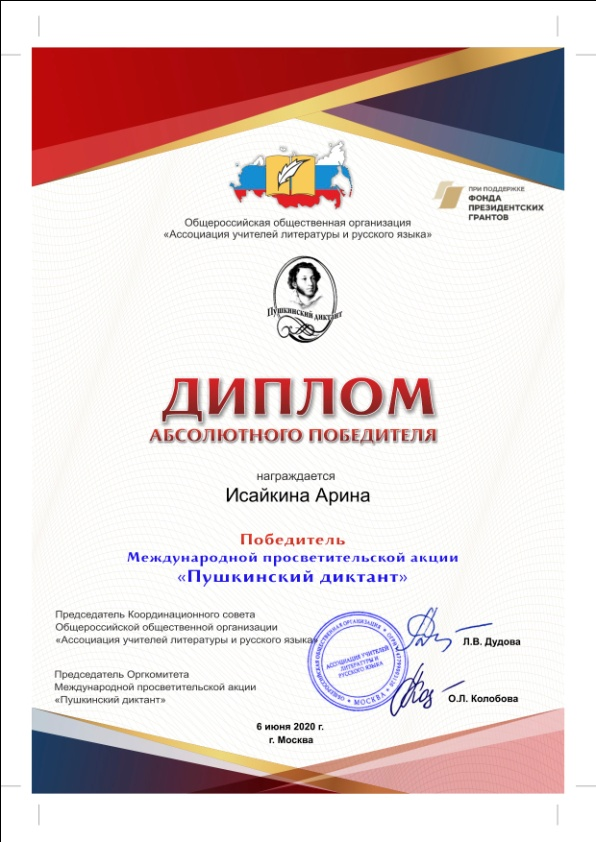 Общероссийская общественная организация
«Ассоциация учителей литературы и русского языка»
ПРИ ПОДДЕРЖКЕ
ФОНДА
ПРЕЗИДЕНТСКИХ
ГРАНТОВ
Пушкинский диктант
ДИПЛОМ
АБСОЛЮТНОГО ПОБЕДИТЕЛЯ
награждается
Исайкина Арина
Победитель
Международной просветительской акции
«Пушкинский диктант»
Председатель Координационного совета
Общероссийской общественной организации
«Ассоциация учителей литературы и русского языка»
Л.В. Дудова
АССОЦИАЦИЯ УЧИТЕЛЕЙ
ЛИТЕРАТУРЫ И
РУССКОГО ЯЗЫКА
ОБЩЕРОССИЙСКАЯ ОБЩЕСТВЕННАЯ ОРГАНИЗАЦИЯ
МОСКВА
Председатель Оргкомитета
Международной просветительской акции
«Пушкинский диктант»
О.Л. Колобова
6 июня 2020 г.
г. Москва